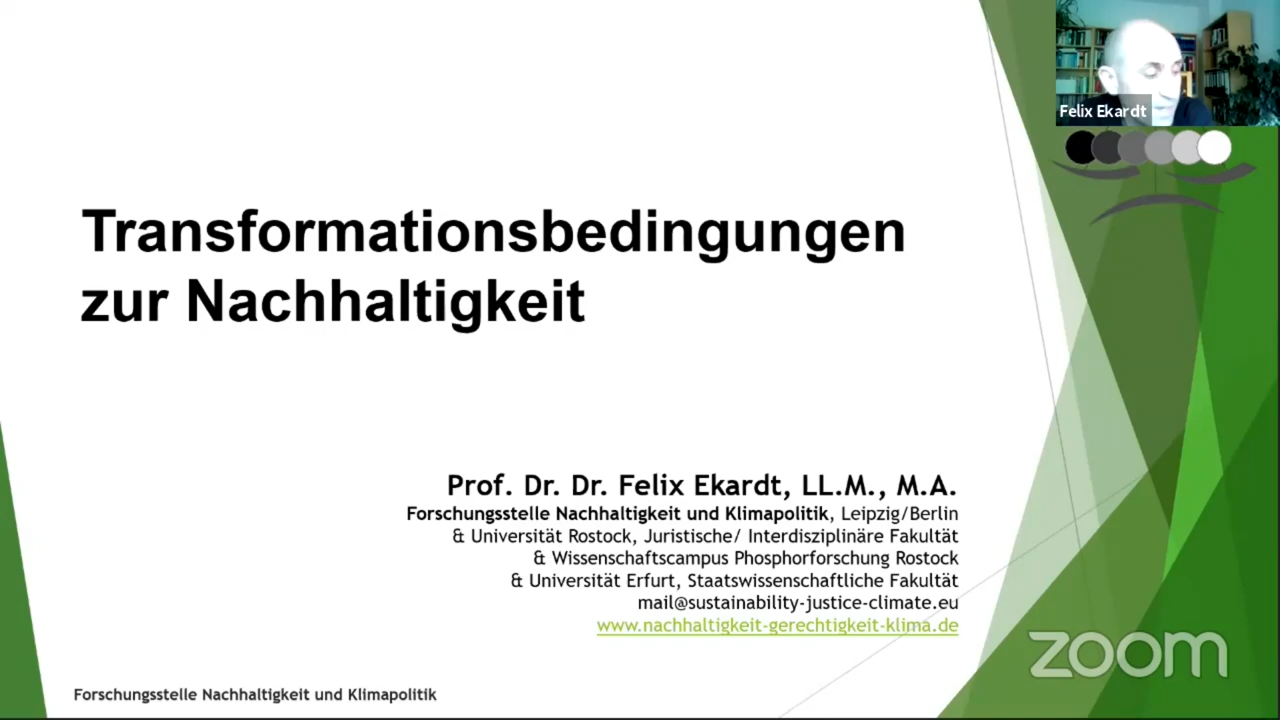 Felix Ekardt
Transformationsbedingungen
zur Nachhaltigkeit
Prof. Dr. Dr. Felix Ekardt, LL.M., M.A.
Forschungsstelle Nachhaltigkeit und Klimapolitik, Leipzig/Berlin
& Universität Rostock, Juristische/ Interdisziplinäre Fakultät
& Wissenschaftscampus Phosphorforschung Rostock
& Universität Erfurt, Staatswissenschaftliche Fakultät
mail@sustainability-justice-climate.eu
www.nachhaltigkeit-gerechtigkeit-klima.de
zoom
Forschungsstelle Nachhaltigkeit und Klimapolitik